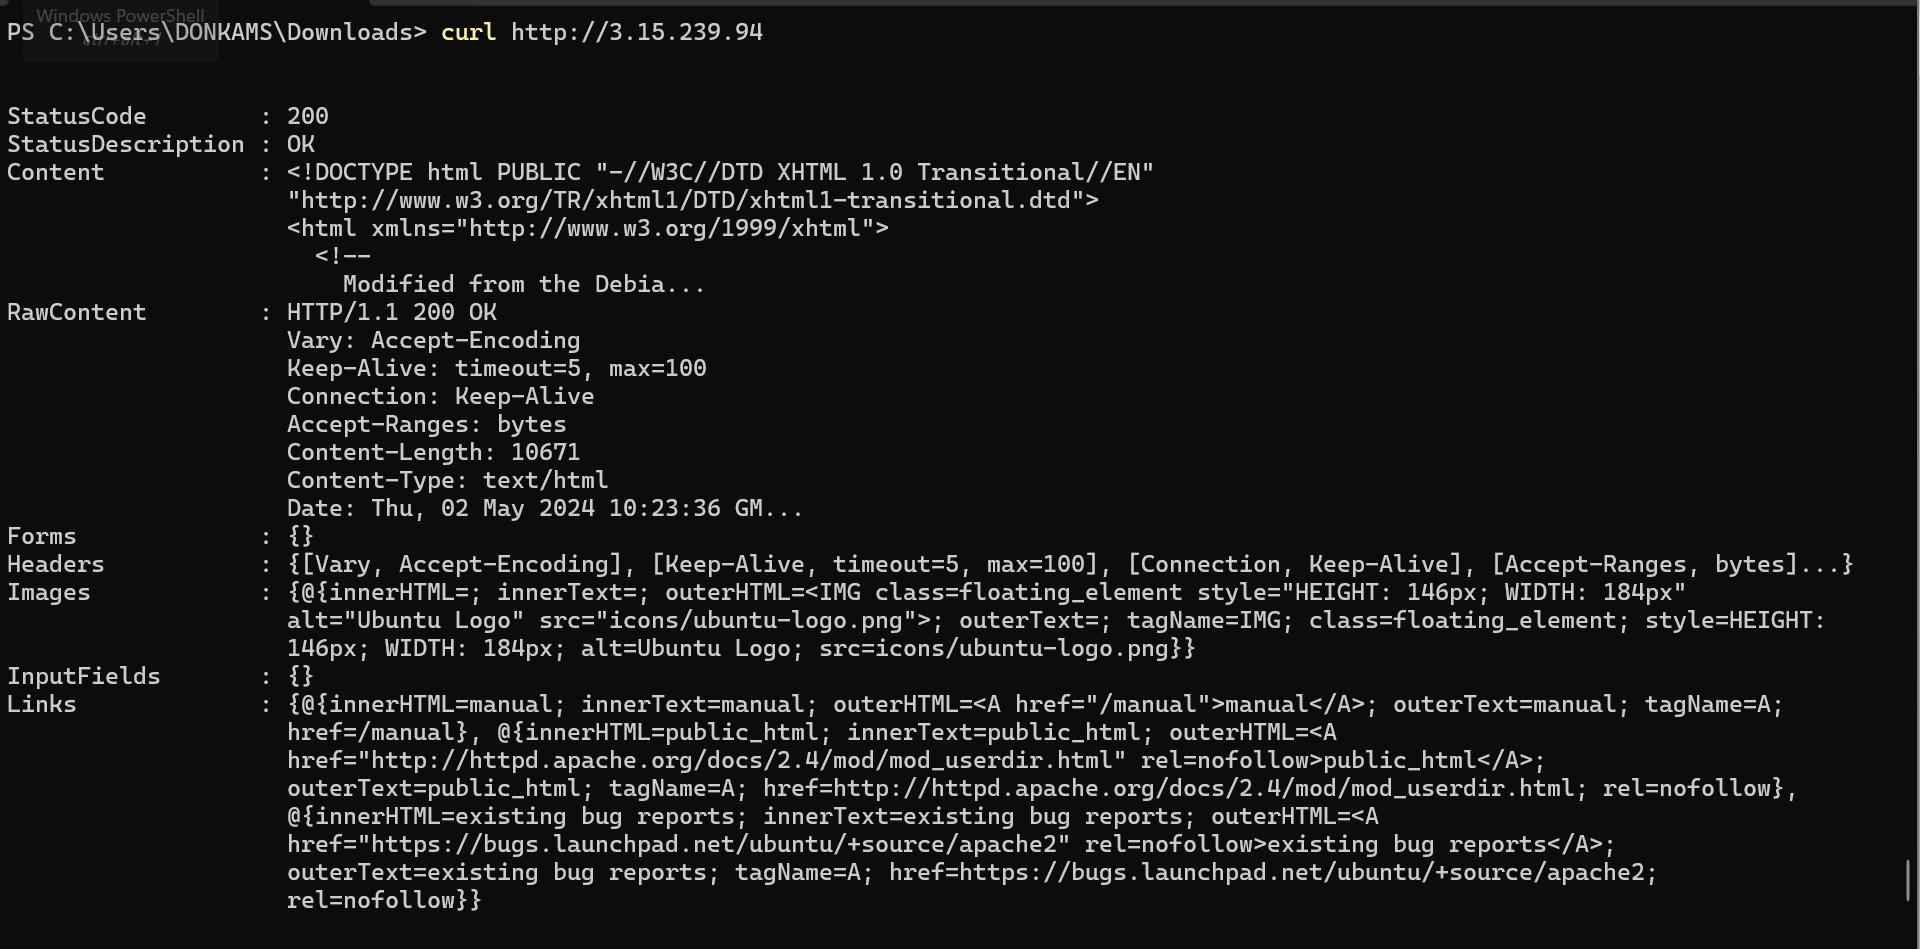 Windows PowerShell
Ctrl+Alt+7
PS C:\Users\DONKAMS\Downloads> curl http://3.15.239.94
StatusCode        : 200
StatusDescription : OK
Content           : <!DOCTYPE html PUBLIC "-//W3C//DTD XHTML 1.0 Transitional//EN"
                    "http://www.w3.org/TR/xhtml1/DTD/xhtml1-transitional.dtd">
                    <html xmlns="http://www.w3.org/1999/xhtml">
                      <!--
                        Modified from the Debia...
RawContent        : HTTP/1.1 200 OK
                    Vary: Accept-Encoding
                    Keep-Alive: timeout=5, max=100
                    Connection: Keep-Alive
                    Accept-Ranges: bytes
                    Content-Length: 10671
                    Content-Type: text/html
                    Date: Thu, 02 May 2024 10:23:36 GM...
Forms             : {}
Headers           : {[Vary, Accept-Encoding], [Keep-Alive, timeout=5, max=100], [Connection, Keep-Alive], [Accept-Ranges, bytes]...}
Images            : {@{innerHTML=; innerText=; outerHTML=<IMG class=floating_element style="HEIGHT: 146px; WIDTH: 184px"
                    alt="Ubuntu Logo" src="icons/ubuntu-logo.png">; outerText=; tagName=IMG; class=floating_element; style=HEIGHT:
                    146px; WIDTH: 184px; alt=Ubuntu Logo; src=icons/ubuntu-logo.png}}
InputFields       : {}
Links             : {@{innerHTML=manual; innerText=manual; outerHTML=<A href="/manual">manual</A>; outerText=manual; tagName=A;
                    href=/manual}, @{innerHTML=public_html; innerText=public_html; outerHTML=<A
                    href="http://httpd.apache.org/docs/2.4/mod/mod_userdir.html" rel=nofollow>public_html</A>;
                    outerText=public_html; tagName=A; href=http://httpd.apache.org/docs/2.4/mod/mod_userdir.html; rel=nofollow},
                    @{innerHTML=existing bug reports; innerText=existing bug reports; outerHTML=<A
                    href="https://bugs.launchpad.net/ubuntu/+source/apache2" rel=nofollow>existing bug reports</A>;
                    outerText=existing bug reports; tagName=A; href=https://bugs.launchpad.net/ubuntu/+source/apache2;
                    rel=nofollow}}